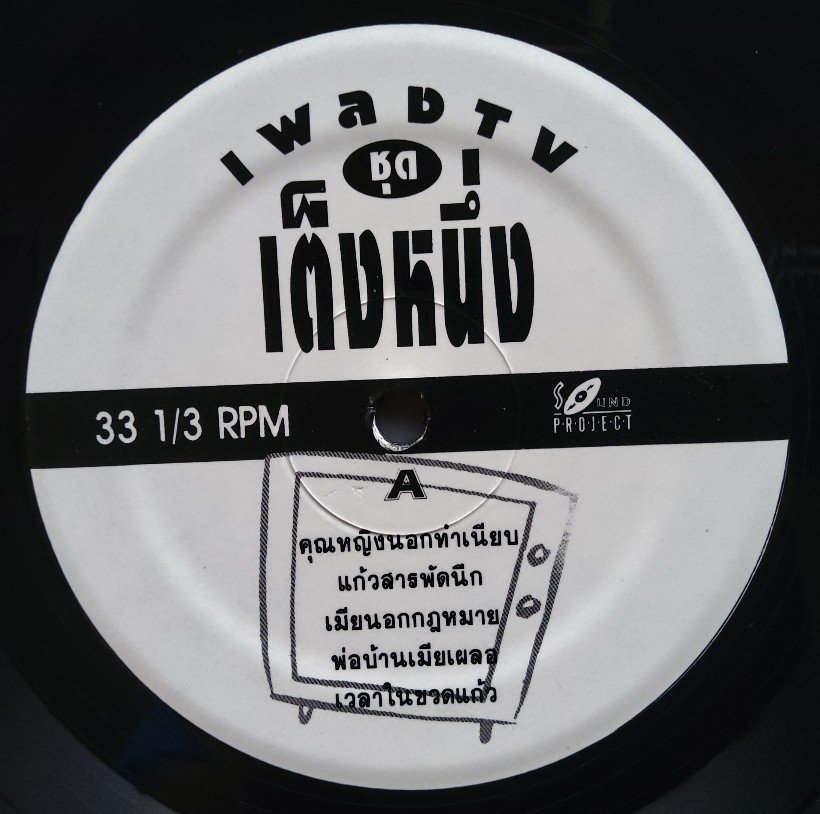 เพลงTV
ชุด
เต็งหนึ่ง
33 1/3 RPM
SOUND
P·R·O·J·E·C·T
A
คุณหญิงนอกทำเนียบ
แก้วสารพัดนึก
เมียนอกกฎหมาย
พ่อบ้านเมียเผลอ
เวลาในขวดแก้ว